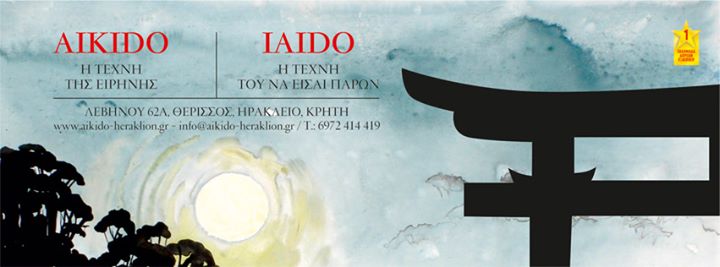 AIKIDO
Η ΤΕΧΝΗ
ΤΗΣ ΕΙΡΗΝΗΣ
IAIDO
Η ΤΕΧΝΗ
ΤΟΥ ΝΑ ΕΙΣΑΙ ΠΑΡΩΝ
ΛΕΒΗΝΟΥ 62Λ, ΘΕΡΙΣΣΟΣ, ΗΡΑΚΛΕΙΟ, ΚΡΗΤΗ
www.aikido-heraklion.gr - info@aikido-heraklion.gr / T.: 6972 414 419
1